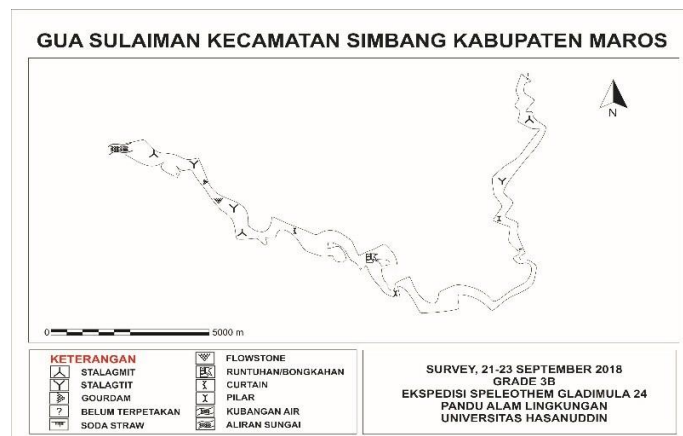 GUA SULAIMAN KECAMATAN SIMBANG KABUPATEN MAROS
N
0 5000 m
KETERANGAN
STALAGMIT
STALAGTIT
GOURDAM
? BELUM TERPETAKAN
SODA STRAW
FLOWSTONE
RUNTUHAN/BONGKAHAN
CURTAIN
PILAR
KUBANGAN AIR
ALIRAN SUNGAI
SURVEY, 21-23 SEPTEMBER 2018
GRADE 3B
EKSPEDISI SPELEOTHEM GLADIMULA 24
PANDU ALAM LINGKUNGAN
UNIVERSITAS HASANUDDIN